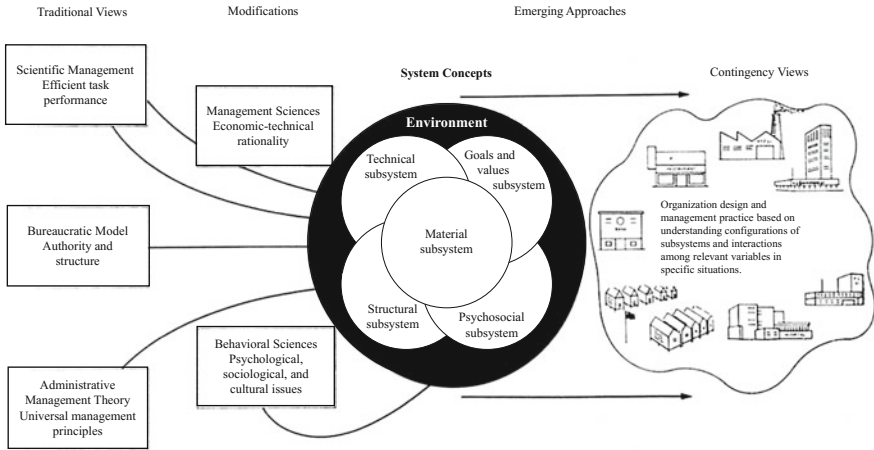 Traditional Views
Modifications
Emerging Approaches
Scientific Management
Efficient task
performance
Bureaucratic Model
Authority and
structure
Administrative
Management Theory
Universal management
principles
Management Sciences
Economic-technical
rationality
Behavioral Sciences
Psychological,
sociological, and
cultural issues
System Concepts
Environment
Technical
subsystem
Goals and
values
subsystem
Material
subsystem
Structural
subsystem
Psychosocial
subsystem
Contingency Views
Organization design and
management practice based on
understanding configurations of
subsystems and interactions
among relevant variables in
specific situations.